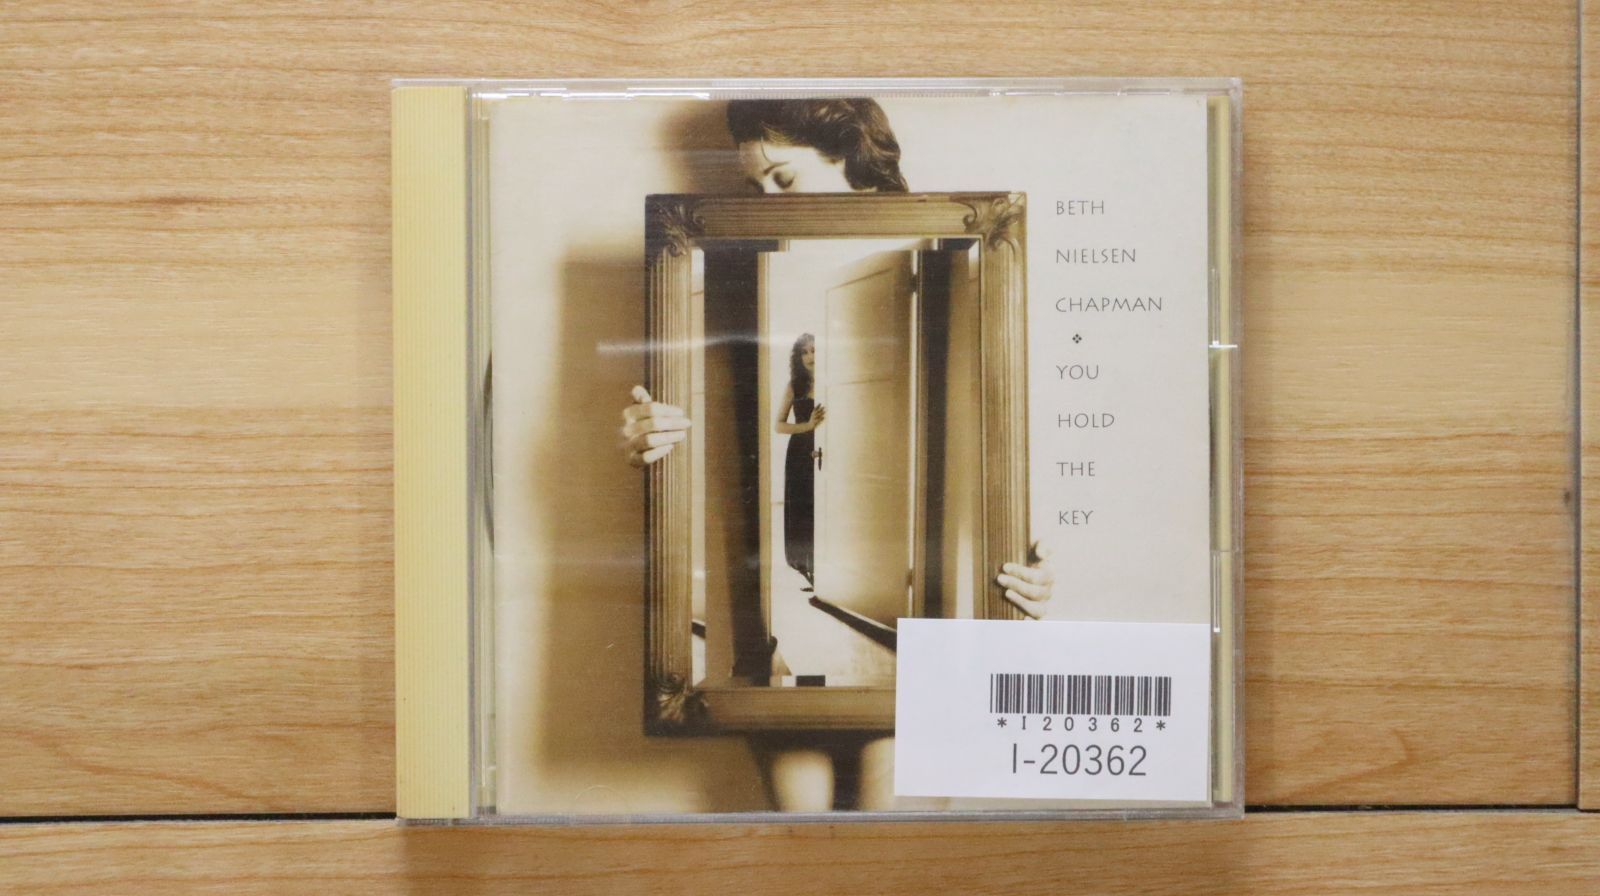 BETH
NIELSEN
CHAPMAN
YOU
HOLD
THE
KEY
*I20362*
I-20362